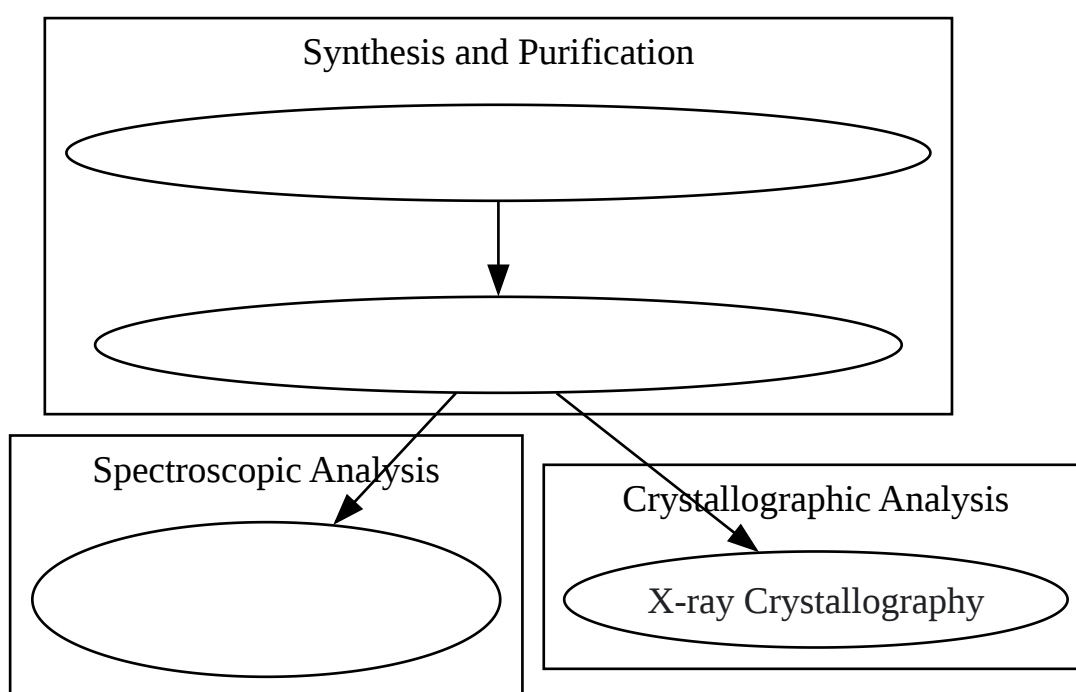 Synthesis and Purification
Spectroscopic Analysis
Crystallographic Analysis
X-ray Crystallography